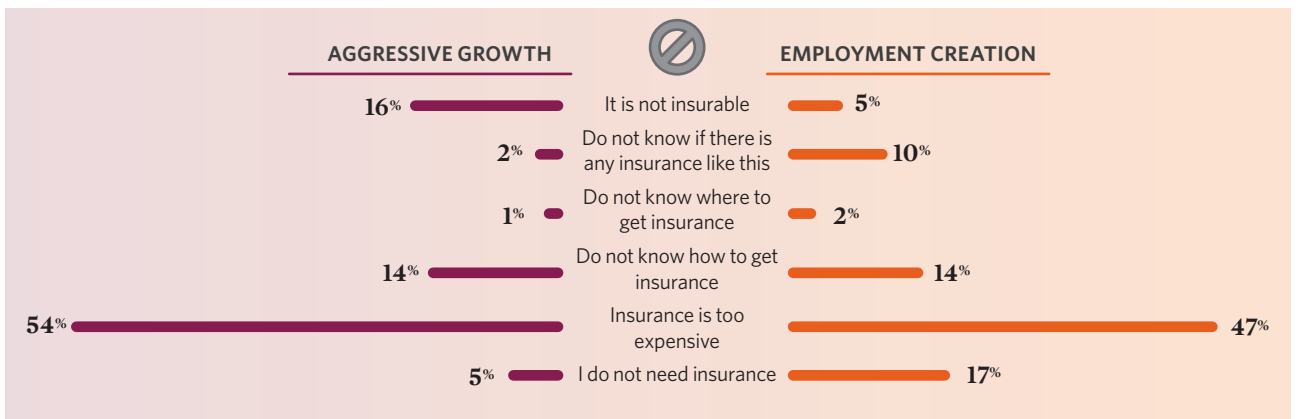 AGGRESSIVE GROWTH
EMPLOYMENT CREATION
16% It is not insurable 5%
Do not know if there is
2% any insurance like this 10%
Do not know where to
1% get insurance 2%
Do not know how to get
14% insurance 14%
Insurance is too
54% expensive 47%
5% I do not need insurance 17%